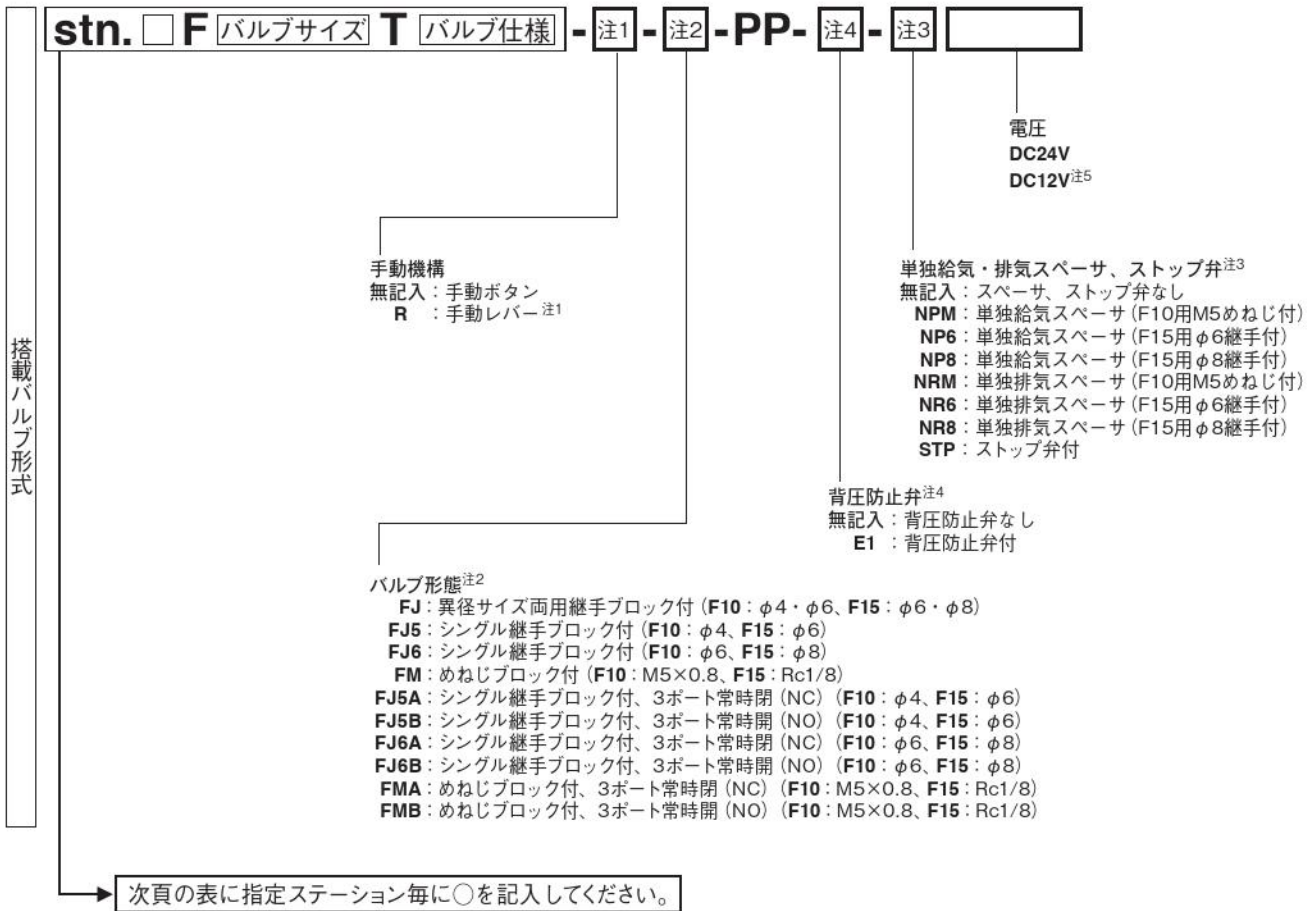 stn. □ F バルブサイズ T バルブ仕様 - 注1 - 注2 -PP- 注4 - 注3
電圧
DC24V
DC12V注5
手動機構
無記入：手動ボタン
R ：手動レバー注1
単独給気・排気スペーサ、ストップ弁注3
無記入：スペーサ、ストップ弁なし
NPM：単独給気スペーサ（F10用M5めねじ付）
NP6：単独給気スペーサ（F15用φ6継手付）
NP8：単独給気スペーサ（F15用φ8継手付）
NRM：単独排気スペーサ（F10用M5めねじ付）
NR6：単独排気スペーサ（F15用φ6継手付）
NR8：単独排気スペーサ（F15用φ8継手付）
STP：ストップ弁付
搭載バルブ形式
背圧防止弁注4
無記入：背圧防止弁なし
E1 ：背圧防止弁付
バルブ形態注2
FJ：異径サイズ両用継手ブロック付（F10：φ4・φ6、F15：φ6・φ8）
FJ5：シングル継手ブロック付（F10：φ4、F15：φ6）
FJ6：シングル継手ブロック付（F10：φ6、F15：φ8）
FM：めねじブロック付（F10：M5×0.8、F15：Rc1/8）
FJ5A：シングル継手ブロック付、3ポート常時閉（NC）（F10：φ4、F15：φ6）
FJ5B：シングル継手ブロック付、3ポート常時開（NO）（F10：φ4、F15：φ6）
FJ6A：シングル継手ブロック付、3ポート常時閉（NC）（F10：φ6、F15：φ8）
FJ6B：シングル継手ブロック付、3ポート常時開（NO）（F10：φ6、F15：φ8）
FMA：めねじブロック付、3ポート常時閉（NC）（F10：M5×0.8、F15：Rc1/8）
FMB：めねじブロック付、3ポート常時開（NO）（F10：M5×0.8、F15：Rc1/8）
次頁の表に指定ステーション毎に○を記入してください。